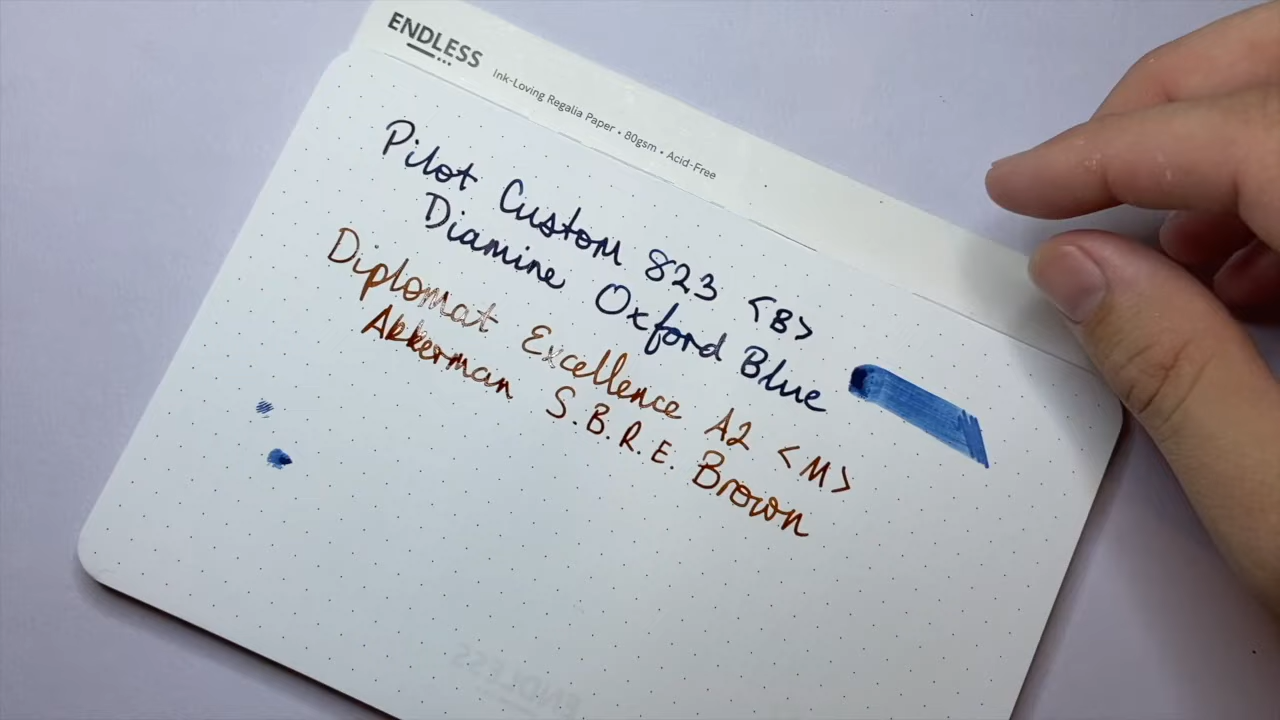 ENDLESS
Ink-Loving Regalia Paper • 80gsm • Acid-Free
Pilot Custom 823 <B>
Diamine Oxford Blue
Diplomat Excellence A2 <M>
Akkerman S.B.R.E. Brown
ENDLESS